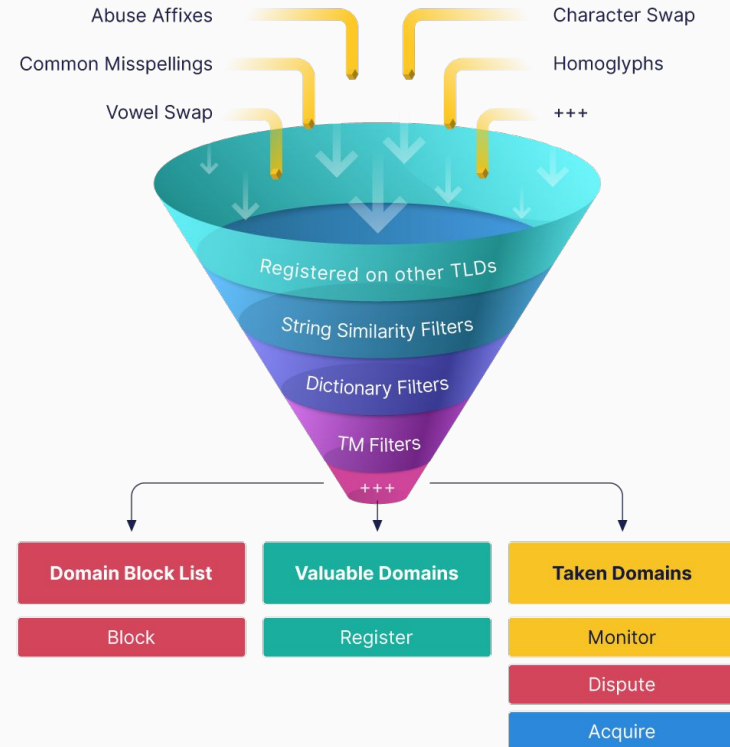 Abuse Affixes
Character Swap
Common Misspellings
Homoglyphs
Vowel Swap
+++
Registered on other TLDs
String Similarity Filters
Dictionary Filters
TM Filters
+++
Domain Block List
Valuable Domains
Taken Domains
Block
Register
Monitor
Dispute
Acquire